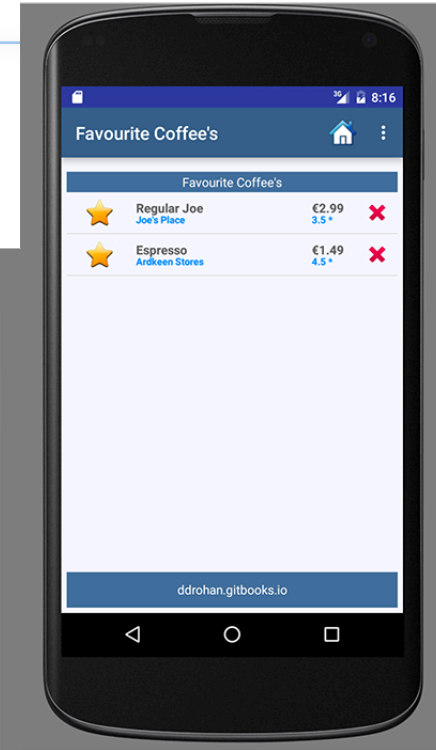 3G 8:16
Favourite Coffee's
Favourite Coffee's
Regular Joe €2.99
Joe's Place 3.5 *
Espresso €1.49
Ardkeen Stores 4.5 *
ddrohan.gitbooks.io